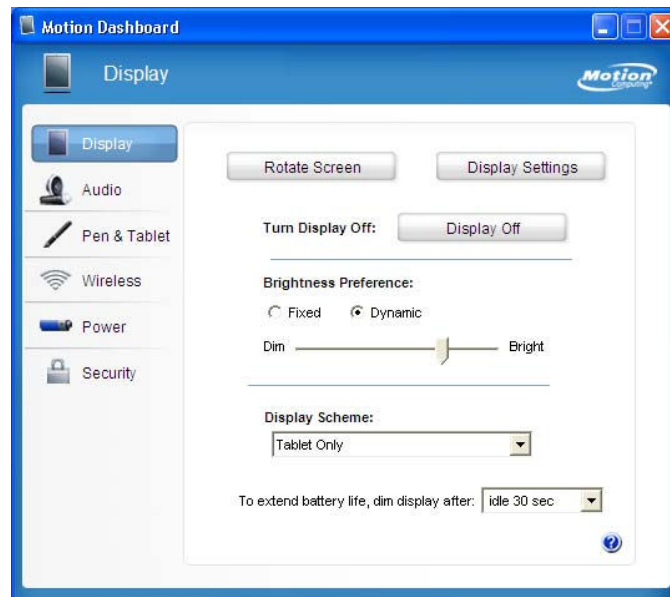 Motion Dashboard
Display
Motion
Computing
Display
Audio
Pen & Tablet
Wireless
Power
Security
Rotate Screen Display Settings
Turn Display Off: Display Off
Brightness Preference:
Fixed Dynamic
Dim Bright
Display Scheme:
Tablet Only
To extend battery life, dim display after: idle 30 sec
?